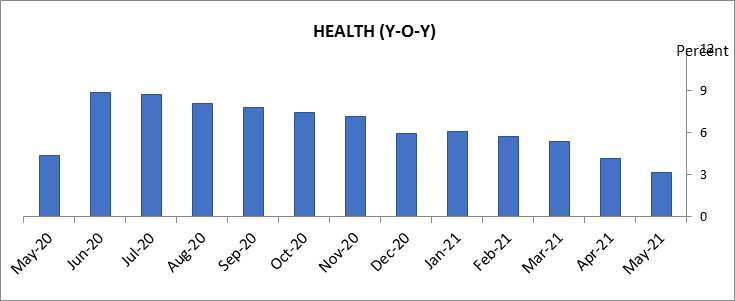 HEALTH (Y-O-Y)
Percent
12
9
6
3
0
May-20 Jun-20 Jul-20 Aug-20 Sep-20 Oct-20 Nov-20 Dec-20 Jan-21 Feb-21 Mar-21 Apr-21 May-21